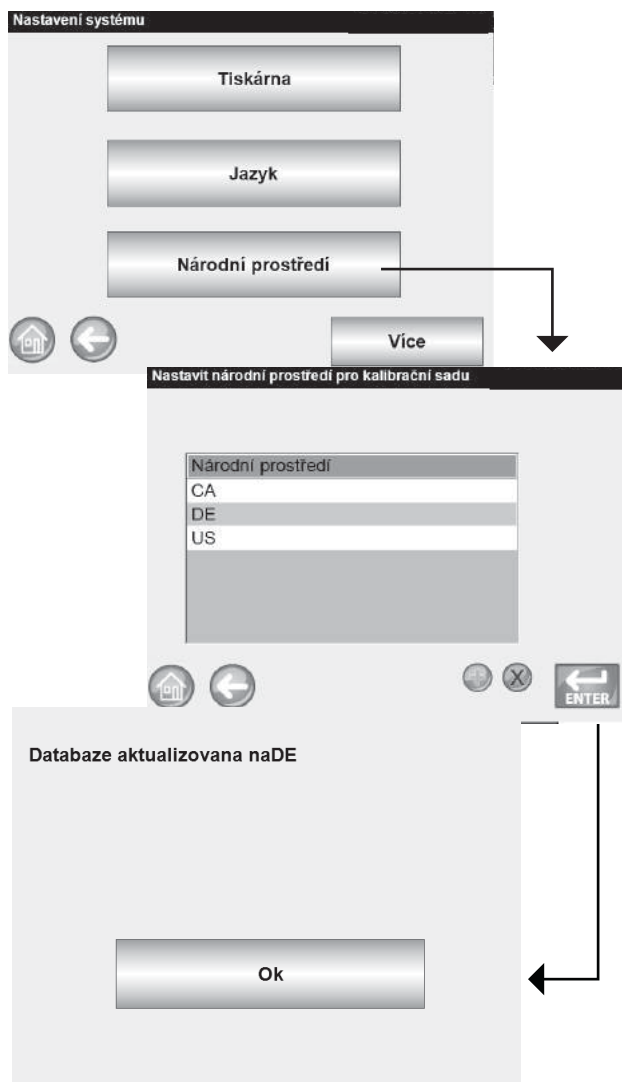 Nastavení systému
Tiskárna
Jazyk
Národní prostředí
Více
Nastavit národní prostředí pro kalibrační sadu
Národní prostředí
CA
DE
US
X
ENTER
Databaze aktualizovana naDE
Ok